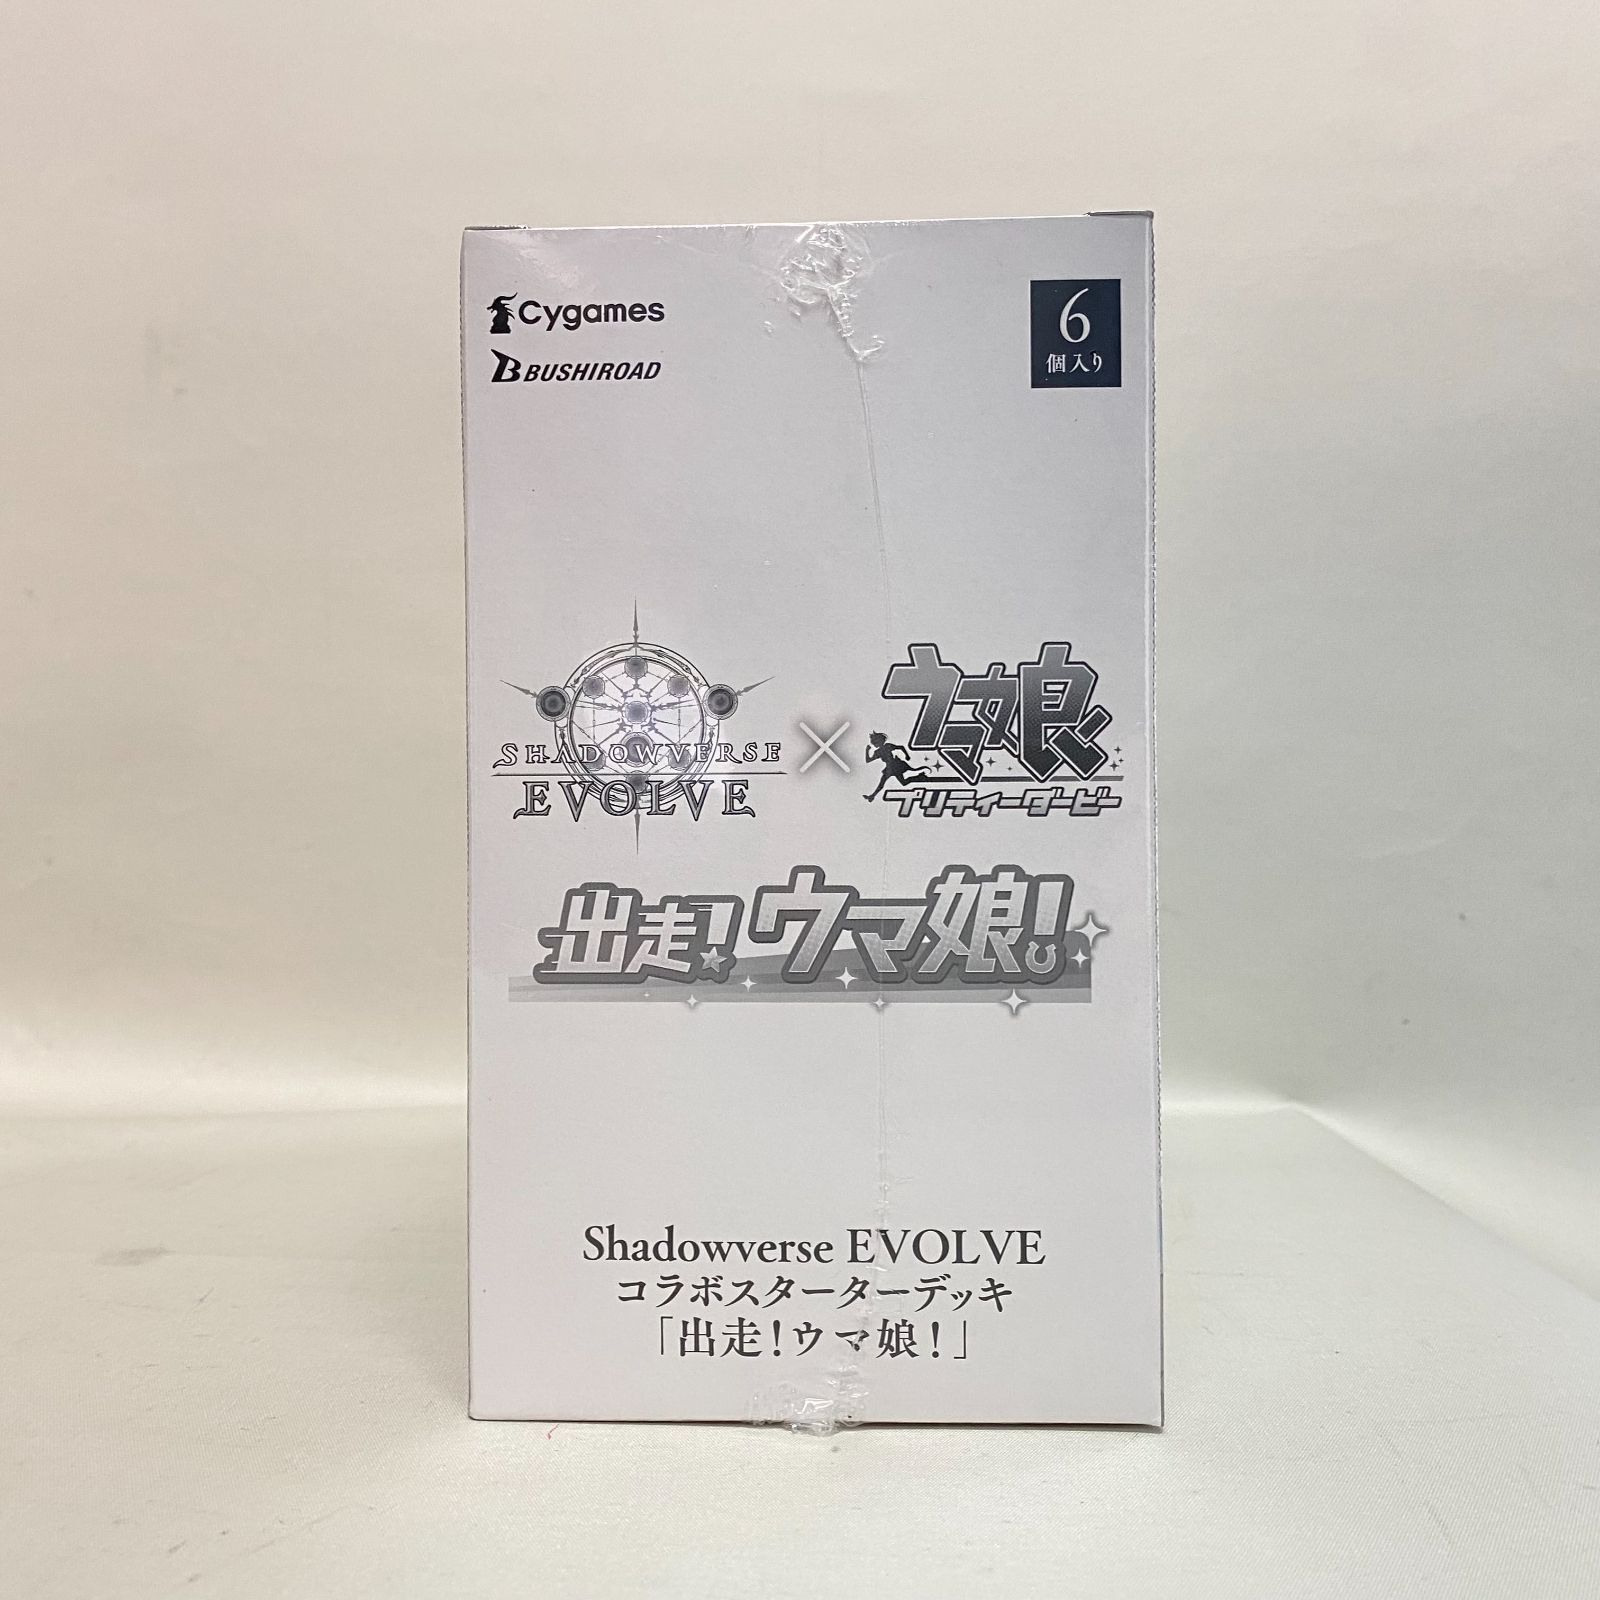 Cygames
BUSHIROAD
6
個入り
SHADOWVERSE
EVOLVE
×
ウマ娘
プリティーダービー
出走!ウマ娘!
Shadowverse EVOLVE
コラボスターターデッキ
「出走!ウマ娘!」